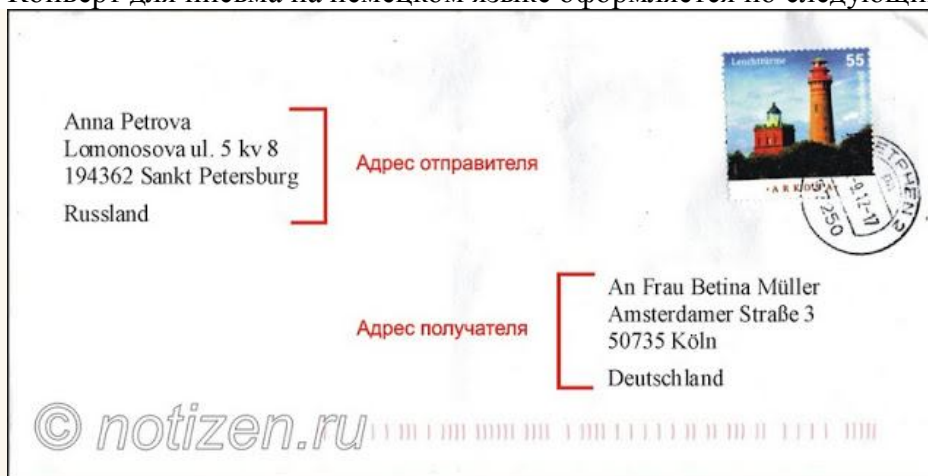 Конверт для письма на немецком языке оформляется по следующим
Leuchttürme 55
Anna Petrova
Lomonosova ul. 5 kv 8
194362 Sankt Petersburg
Russland
Адрес отправителя
An Frau Betina Müller
Amsterdamer Straße 3
50735 Köln
Deutschland
Адрес получателя
© notizen.ru